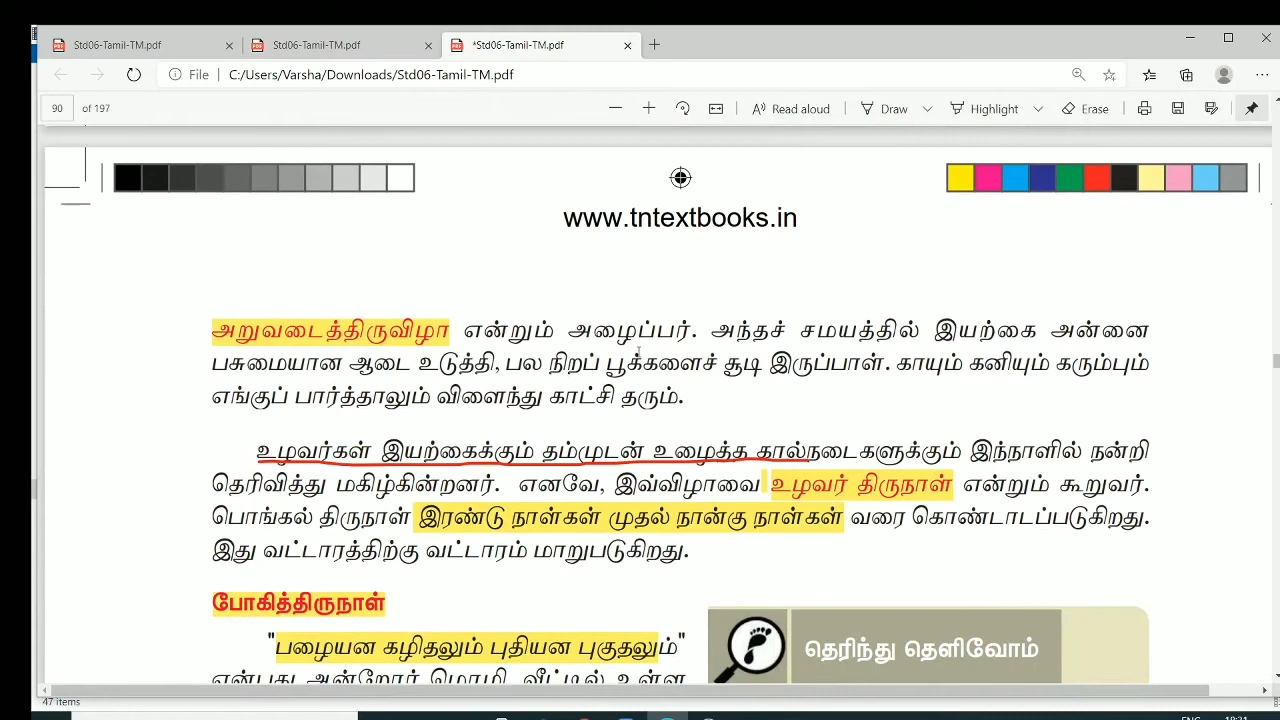 Std06-Tamil-TM.pdf
Std06-Tamil-TM.pdf
*Std06-Tamil-TM.pdf
File
C:/Users/Varsha/Downloads/Std06-Tamil-TM.pdf
90 of 197
Read aloud
Draw
Highlight
Erase
www.tntextbooks.in
அறுவடைத்திருவிழா என்றும் அழைப்பர். அந்தச் சமயத்தில் இயற்கை அன்னை
பசுமையான ஆடை உடுத்தி, பல நிறப் பூக்களைச் சூடி இருப்பாள். காயும் கனியும் கரும்பும்
எங்குப் பார்த்தாலும் விளைந்து காட்சி தரும்.
உழவர்கள் இயற்கைக்கும் தம்முடன் உழைத்த கால்நடைகளுக்கும் இந்நாளில் நன்றி
தெரிவித்து மகிழ்கின்றனர். எனவே, இவ்விழாவை உழவர் திருநாள் என்றும் கூறுவர்.
பொங்கல் திருநாள் இரண்டு நாள்கள் முதல் நான்கு நாள்கள் வரை கொண்டாடப்படுகிறது.
இது வட்டாரத்திற்கு வட்டாரம் மாறுபடுகிறது.
போகித்திருநாள்
"பழையன கழிதலும் புதியன புகுதலும்"
என்பது ஆன்றோர் மொழி. வீட்டில் உள்ள
தெரிந்து தெளிவோம்
47 items